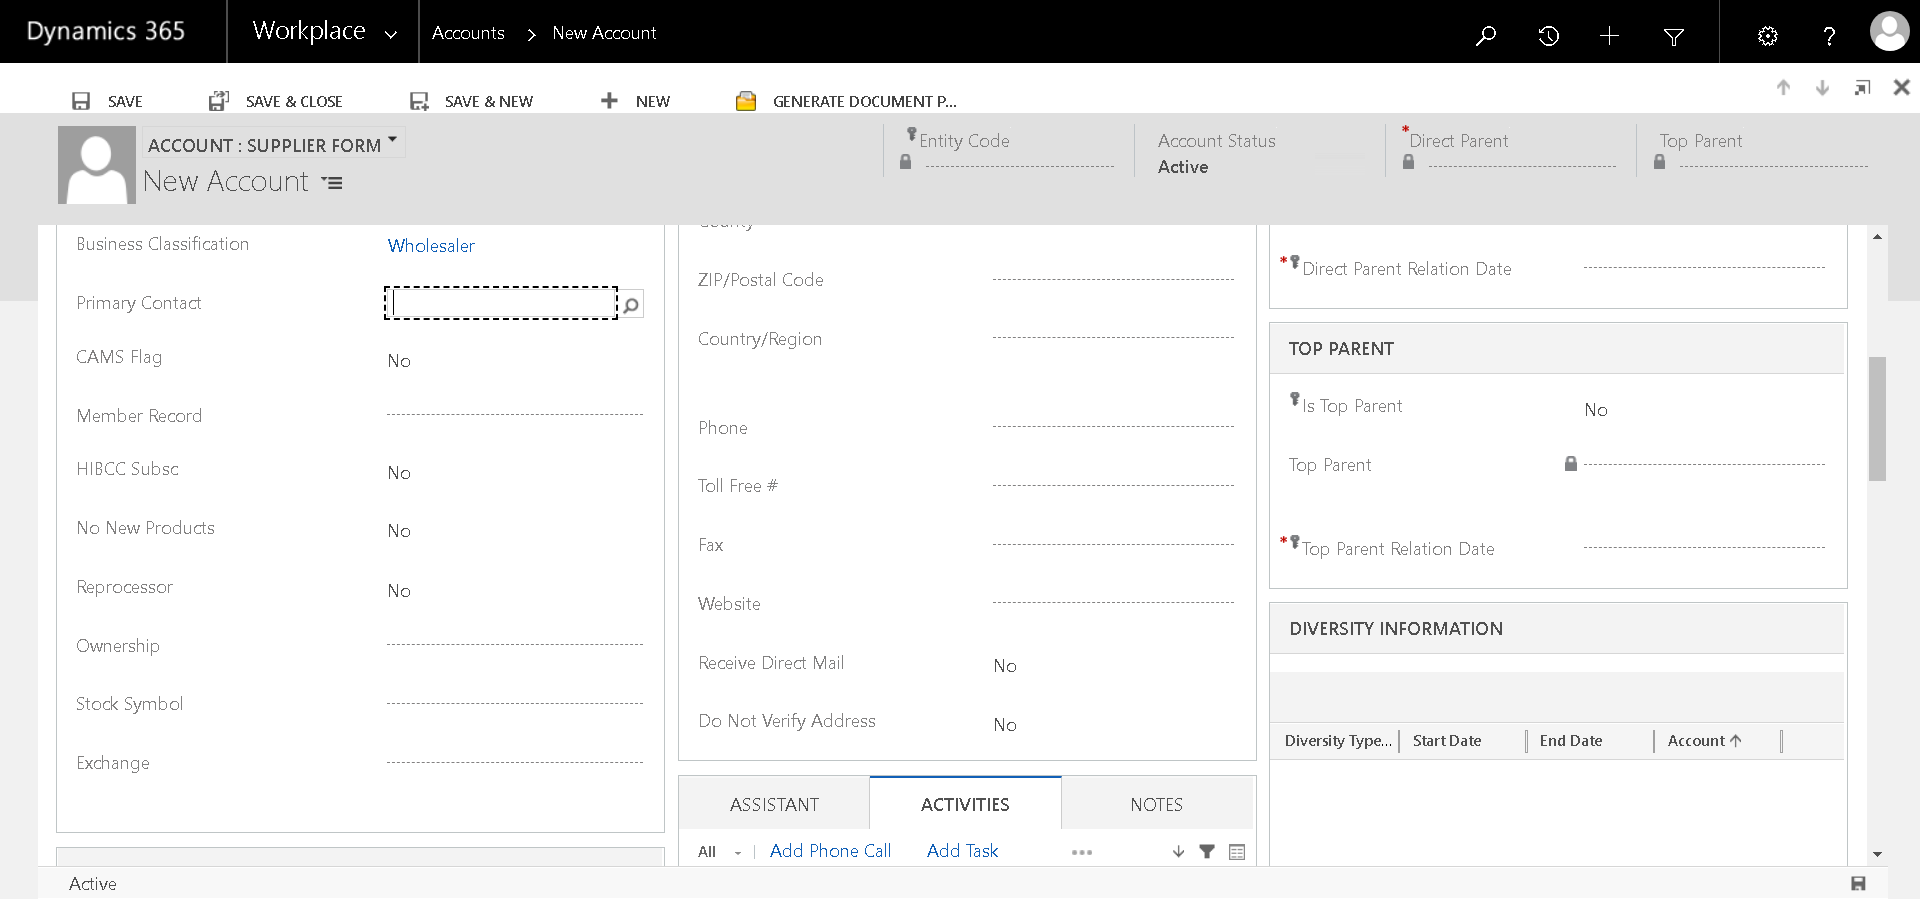 Dynamics 365
Workplace
Accounts > New Account
SAVE
SAVE & CLOSE
SAVE & NEW
NEW
GENERATE DOCUMENT P...
ACCOUNT : SUPPLIER FORM
New Account
Entity Code
Account Status
Active
*Direct Parent
Top Parent
Business Classification
Wholesaler
Primary Contact
CAMS Flag
No
Member Record
HIBCC Subsc
No
No New Products
No
Reprocessor
No
Ownership
Stock Symbol
Exchange
County
ZIP/Postal Code
Country/Region
Phone
Toll Free #
Fax
Website
Receive Direct Mail
No
Do Not Verify Address
No
ASSISTANT
ACTIVITIES
NOTES
All
Add Phone Call
Add Task
...
*Direct Parent Relation Date
TOP PARENT
Is Top Parent
No
Top Parent
*Top Parent Relation Date
DIVERSITY INFORMATION
Diversity Type...
Start Date
End Date
Account
Active